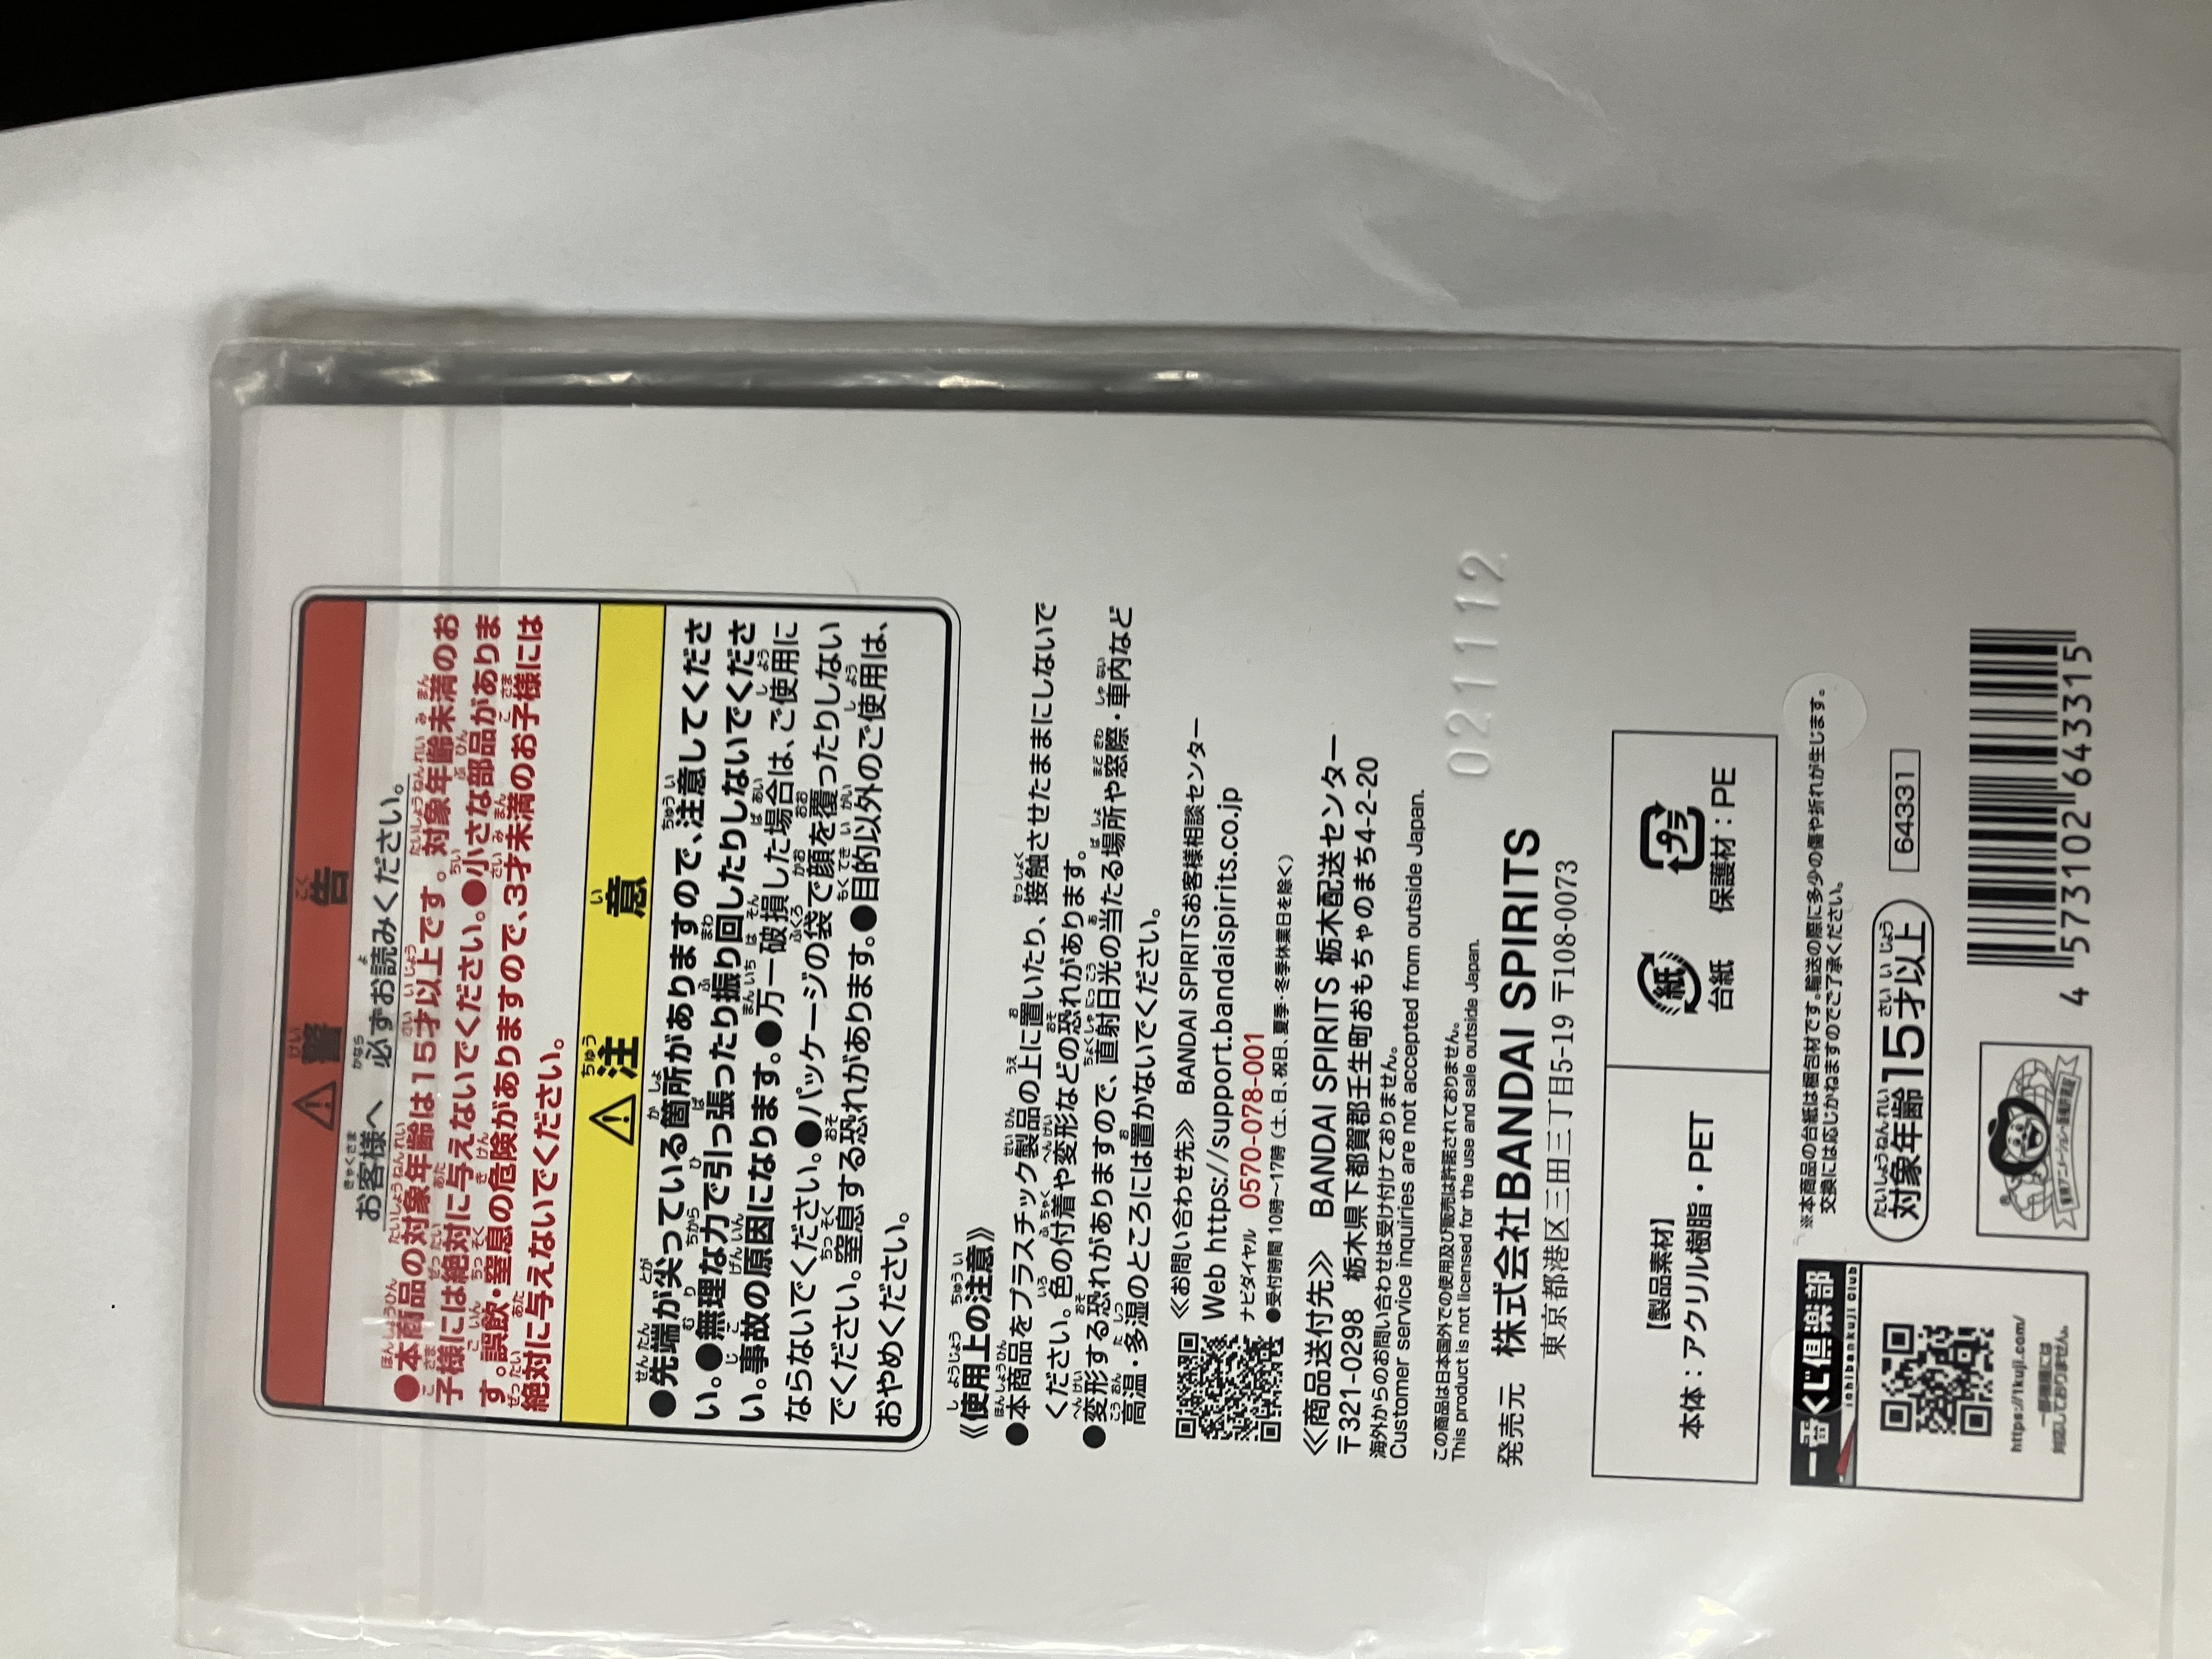 ⚠警告
お客様へ 必ずお読みください。
●本商品の対象年齢は15才以上です。対象年齢未満のお
子様には絶対に与えないでください。●小さな部品がありま
す。誤飲・窒息の危険がありますので、3才未満のお子様には
絶対に与えないでください。
⚠注意
●先端が尖っている箇所がありますので、注意してくださ
い。●無理な力で引っ張ったり振り回したりしないでくださ
い。事故の原因になります。●万一破損した場合は、ご使用に
ならないでください。●パッケージの袋で顔を覆ったりしない
でください。窒息する恐れがあります。●目的以外のご使用は、
おやめください。
《使用上の注意》
●本商品をプラスチック製品の上に置いたり、接触させたままにしないで
ください。色の付着や変形などの恐れがあります。
●変形する恐れがありますので、直射日光の当たる場所や窓際・車内など
高温・多湿のところには置かないでください。
≪お問い合わせ先≫ BANDAI SPIRITSお客様相談センター
Web https://support.bandaispirits.co.jp
ナビダイヤル 0570-078-001
●受付時間 10時～17時(土、日、祝日、夏季・冬季休業日を除く)
≪商品送付先≫ BANDAI SPIRITS 栃木配送センター
〒321-0298 栃木県下都賀郡壬生町おもちゃのまち4-2-20
海外からのお問い合わせは受け付けておりません。
Customer service inquiries are not accepted from outside Japan.
この商品は日本国外での使用及び販売は許諾されておりません。
This product is not licensed for the use and sale outside Japan.
0211112
発売元 株式会社BANDAI SPIRITS
東京都港区三田三丁目5-19 〒108-0073
【製品素材】
本体：アクリル樹脂・PET
紙
台紙
プラ
保護材：PE
※本商品の台紙は梱包材です。輸送の際に多少の傷や折れが生じます。
交換には応じかねますのでご了承ください。
一番くじ倶楽部
ichibankuji Club
https://1kuji.com/
一部機種には
対応しておりません。
対象年齢15才以上
64331
東映アニメーション
4 573102 643315